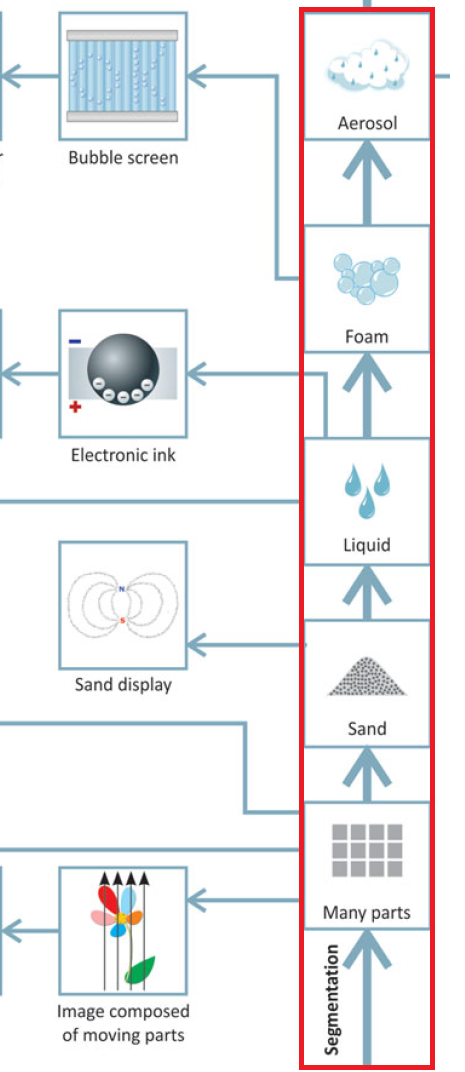 Aerosol
Bubble screen
r
Foam
Electronic ink
−
+
Liquid
N
S
Sand display
Sand
Many parts
Segmentation
Image composed
of moving parts